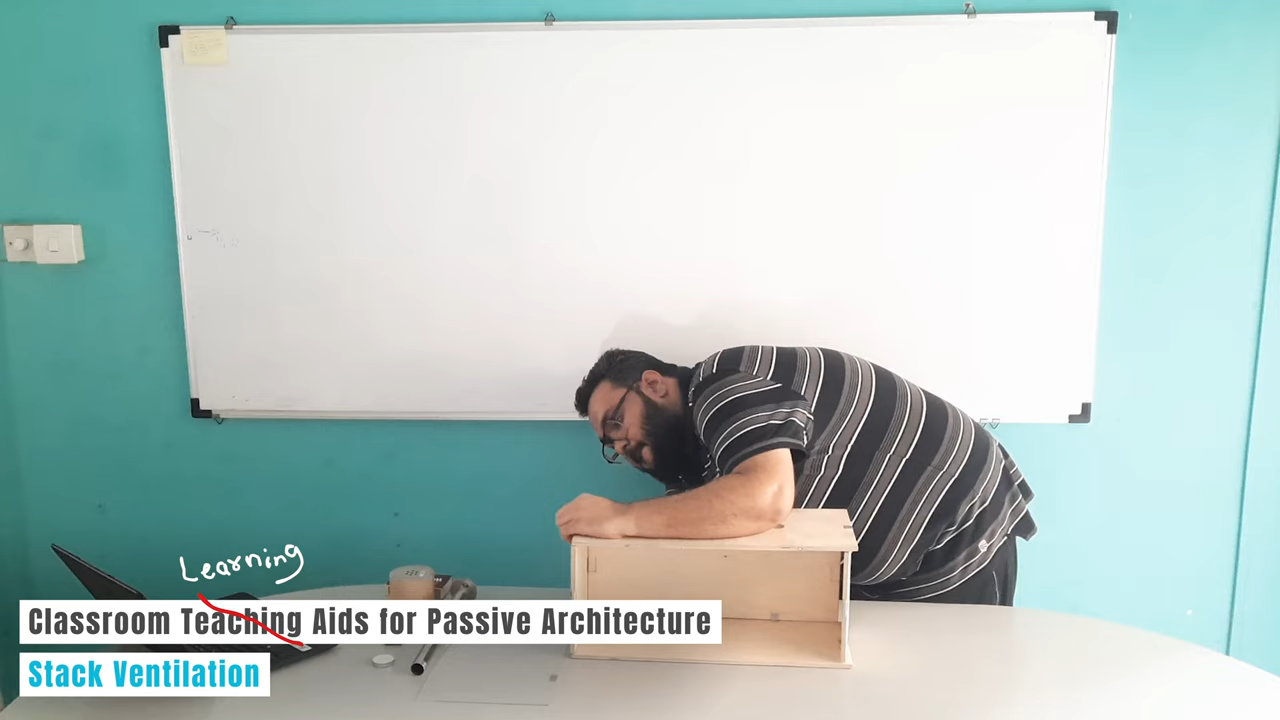 Learning
Classroom Teaching Aids for Passive Architecture
Stack Ventilation